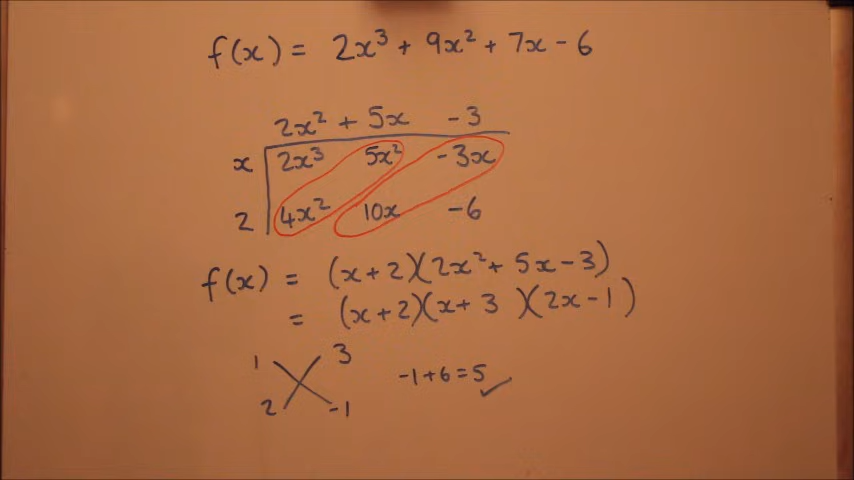 f(x) = 2x³ + 9x² + 7x - 6
2x² + 5x - 3
x 2x³ 5x² - 3x
2 4x² 10x - 6
f(x) = (x + 2)(2x² + 5x - 3)
= (x + 2)(x + 3 )(2x - 1)
1 3 -1 + 6 = 5 ✓
2 -1